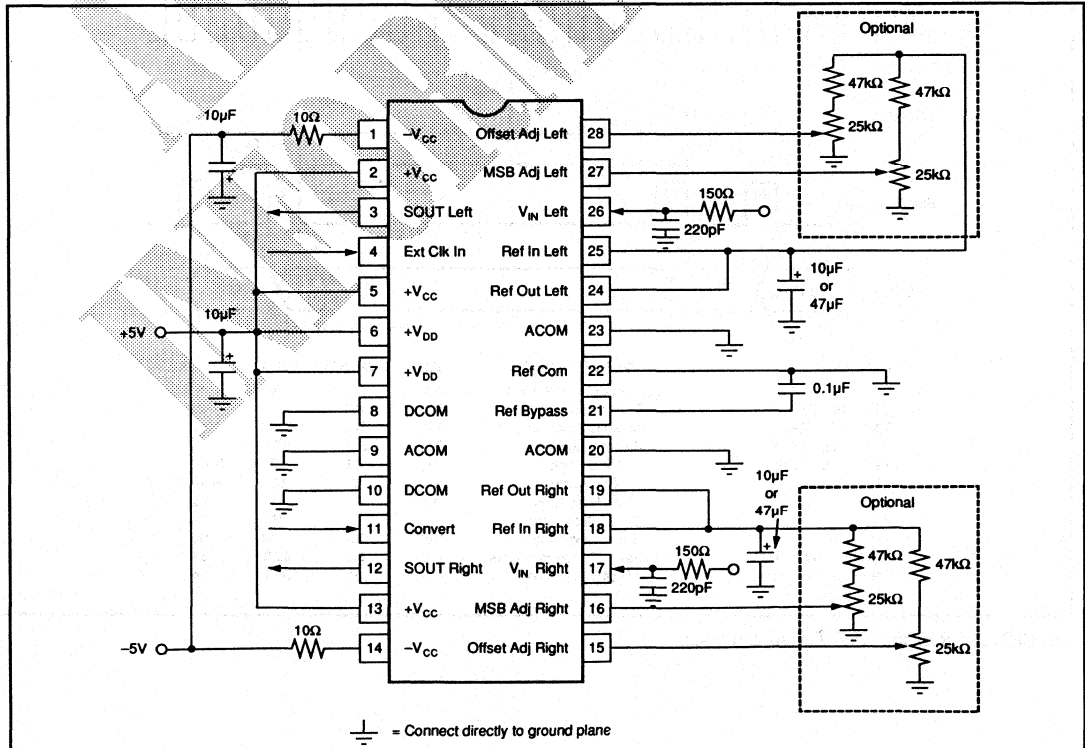 Optional
47kΩ
47kΩ
25kΩ
25kΩ
10μF
10Ω
1 –VCC Offset Adj Left 28
2 +VCC MSB Adj Left 27
3 SOUT Left VIN Left 26
150Ω
220pF
4 Ext Clk In Ref In Left 25
10μF
or
47μF
5 +VCC Ref Out Left 24
10μF
+5V
6 +VDD ACOM 23
7 +VDD Ref Com 22
0.1μF
8 DCOM Ref Bypass 21
9 ACOM ACOM 20
10 DCOM Ref Out Right 19
10μF
or
47μF
Optional
11 Convert Ref In Right 18
47kΩ
47kΩ
12 SOUT Right VIN Right 17
150Ω
220pF
13 +VCC MSB Adj Right 16
25kΩ
25kΩ
–5V
10Ω
14 –VCC Offset Adj Right 15
= Connect directly to ground plane